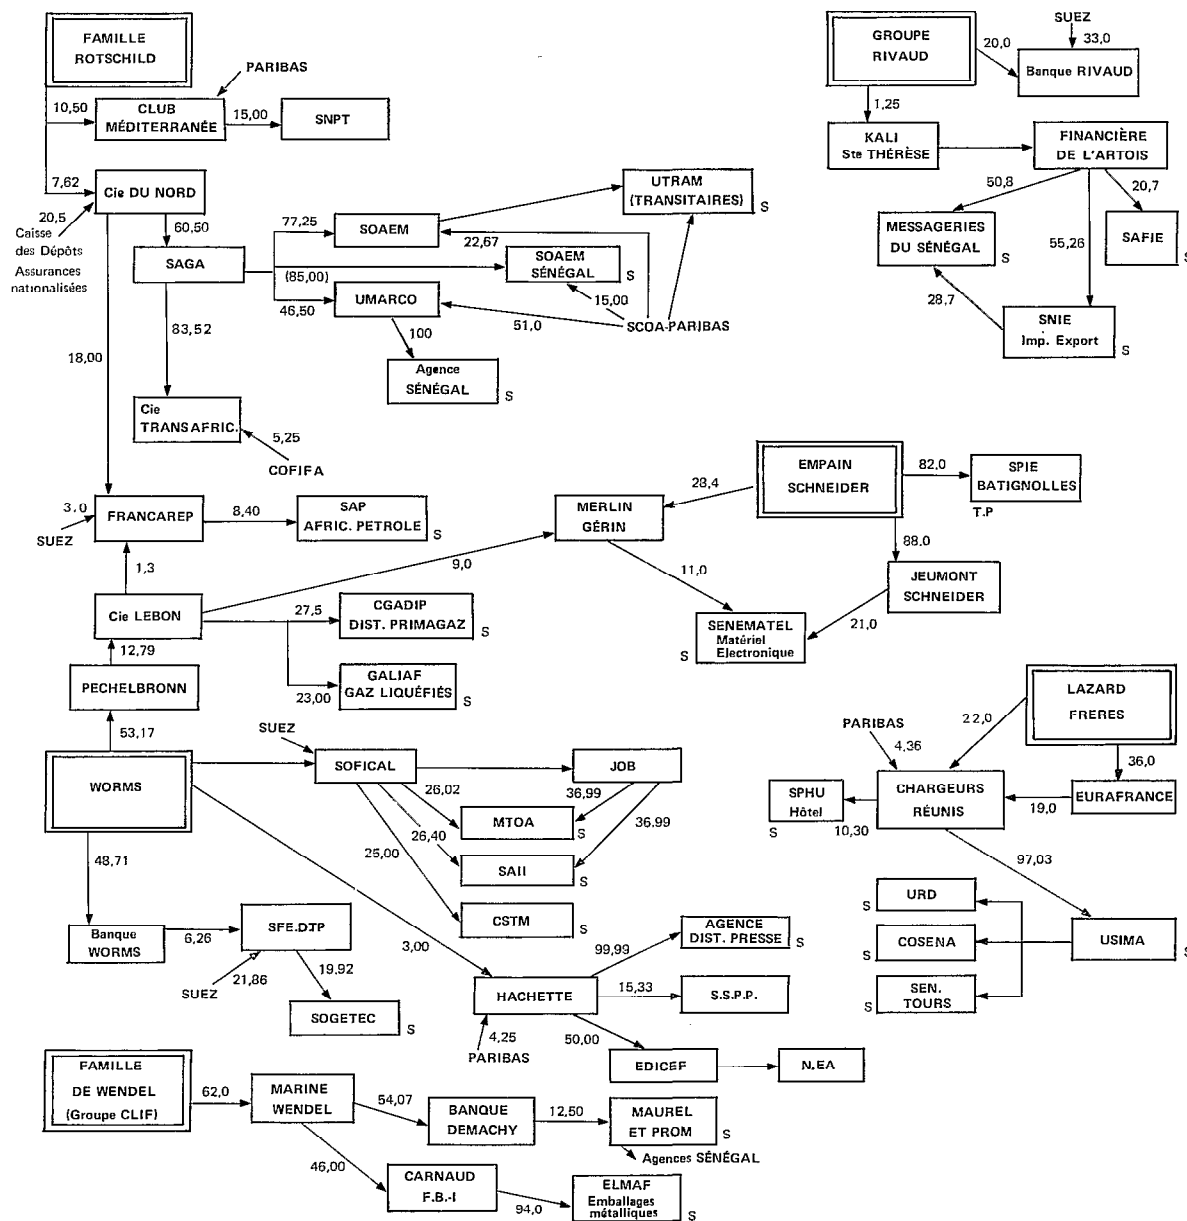 FAMILLE
ROTSCHILD
PARIBAS
10,50
CLUB
MÉDITERRANÉE
15,00
SNPT
7,62
Cie DU NORD
20,5
Caisse
des Dépôts
Assurances
nationalisées
60,50
SAGA
77,25
SOAEM
22,67
UTRAM
(TRANSITAIRES)
S
(85,00)
SOAEM
SÉNÉGAL
S
15,00
46,50
UMARCO
51,0
SCOA-PARIBAS
100
Agence
SÉNÉGAL
S
83,52
18,00
Cie
TRANSAFRIC.
5,25
COFIFA
GROUPE
RIVAUD
20,0
SUEZ
33,0
Banque RIVAUD
1,25
KALI
Ste THÉRÈSE
FINANCIÈRE
DE L'ARTOIS
50,8
20,7
MESSAGERIES
DU SÉNÉGAL
S
55,26
SAFIE
S
28,7
SNIE
Imp. Export
S
3,0
SUEZ
FRANCAREP
8,40
SAP
AFRIC. PETROLE
S
1,3
9,0
Cie LEBON
27,5
CGADIP
DIST. PRIMAGAZ
S
23,00
GALIAF
GAZ LIQUÉFIÉS
S
12,79
PECHELBRONN
53,17
EMPAIN
SCHNEIDER
82,0
SPIE
BATIGNOLLES
T.P
28,4
MERLIN
GÉRIN
88.0
JEUMONT
SCHNEIDER
11,0
21,0
SENEMATEL
Matériel
Electronique
S
WORMS
SUEZ
SOFICAL
JOB
26,02
36,99
MTOA
S
26,40
36,99
SAII
S
25,00
CSTM
S
48,71
Banque
WORMS
6,26
SFE.DTP
SUEZ
21,86
19,92
SOGETEC
S
3,00
HACHETTE
PARIBAS
4,25
99,99
AGENCE
DIST. PRESSE
S
15,33
S.S.P.P.
50,00
EDICEF
N.EA
LAZARD
FRERES
PARIBAS
4,36
22,0
36,0
SPHU
Hôtel
S
10,30
CHARGEURS
RÉUNIS
19,0
EURAFRANCE
97,03
URD
S
COSENA
S
SEN.
TOURS
S
USIMA
S
FAMILLE
DE WENDEL
(Groupe CLIF)
62,0
MARINE
WENDEL
54,07
BANQUE
DEMACHY
12,50
MAUREL
ET PROM
S
Agences SÉNÉGAL
46,00
CARNAUD
F.B.-I
94,0
ELMAF
Emballages
métalliques
S